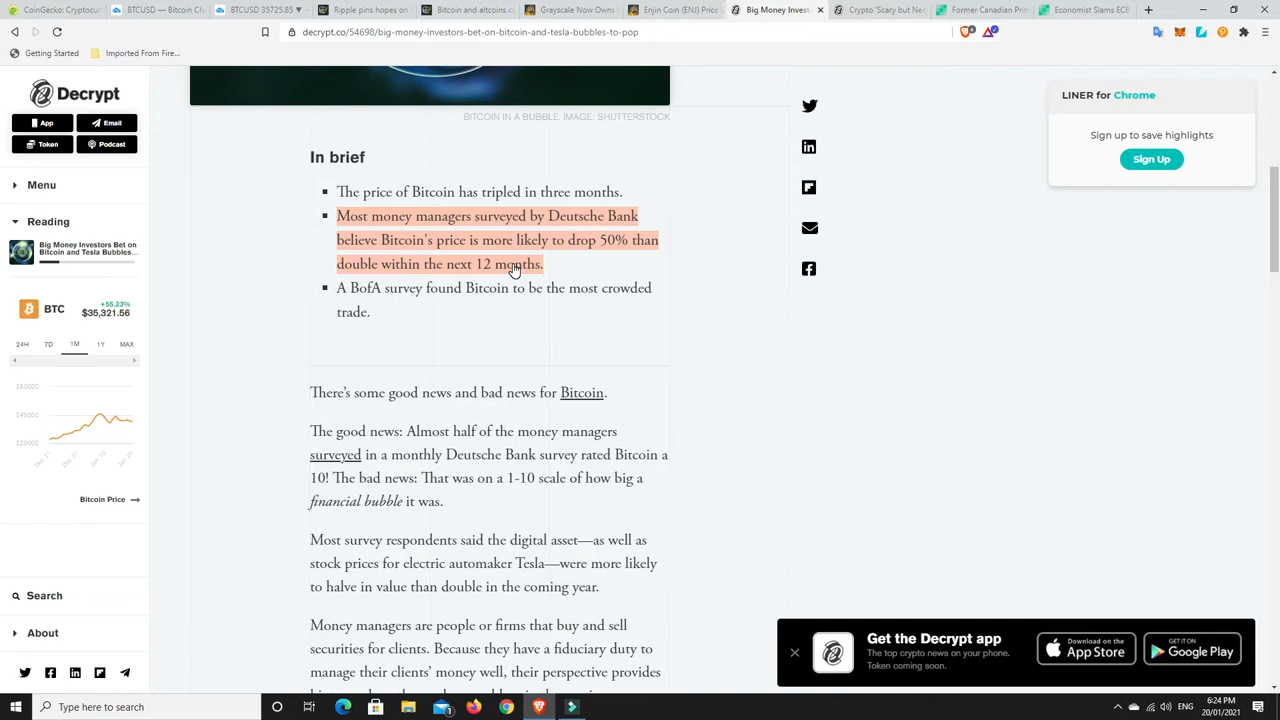 CoinGecko: Cryptocur
BTCUSD — Bitcoin Ch
BTCUSD 35725.85 ▼
Ripple pins hopes on
Bitcoin and altcoins c
Grayscale Now Owns
Enjin Coin (ENJ) Price
Big Money Invest
Crypto 'Scary but Nec
Former Canadian Prim
Economist Slams ECB
decrypt.co/54698/big-money-investors-bet-on-bitcoin-and-tesla-bubbles-to-pop
Getting Started
Imported From Fire...
Decrypt
App
Email
Token
Podcast
Menu
Reading
Big Money Investors Bet on
Bitcoin and Tesla Bubbles...
BTC
+55.23%
$35,321.56
24H 7D 1M 1Y MAX
$60000
$40000
$20000
Bitcoin Price →
Search
About
BITCOIN IN A BUBBLE. IMAGE: SHUTTERSTOCK
In brief
The price of Bitcoin has tripled in three months.
Most money managers surveyed by Deutsche Bank
believe Bitcoin's price is more likely to drop 50% than
double within the next 12 months.
A BofA survey found Bitcoin to be the most crowded
trade.
There's some good news and bad news for Bitcoin.
The good news: Almost half of the money managers
surveyed in a monthly Deutsche Bank survey rated Bitcoin a
10! The bad news: That was on a 1-10 scale of how big a
financial bubble it was.
Most survey respondents said the digital asset—as well as
stock prices for electric automaker Tesla—were more likely
to halve in value than double in the coming year.
Money managers are people or firms that buy and sell
securities for clients. Because they have a fiduciary duty to
manage their clients' money well, their perspective provides
LINER for Chrome
Sign up to save highlights
Sign Up
Get the Decrypt app
The top crypto news on your phone.
Token coming soon.
Download on the
App Store
GET IT ON
Google Play
Type here to search
ENG
6:24 PM
20/01/2021